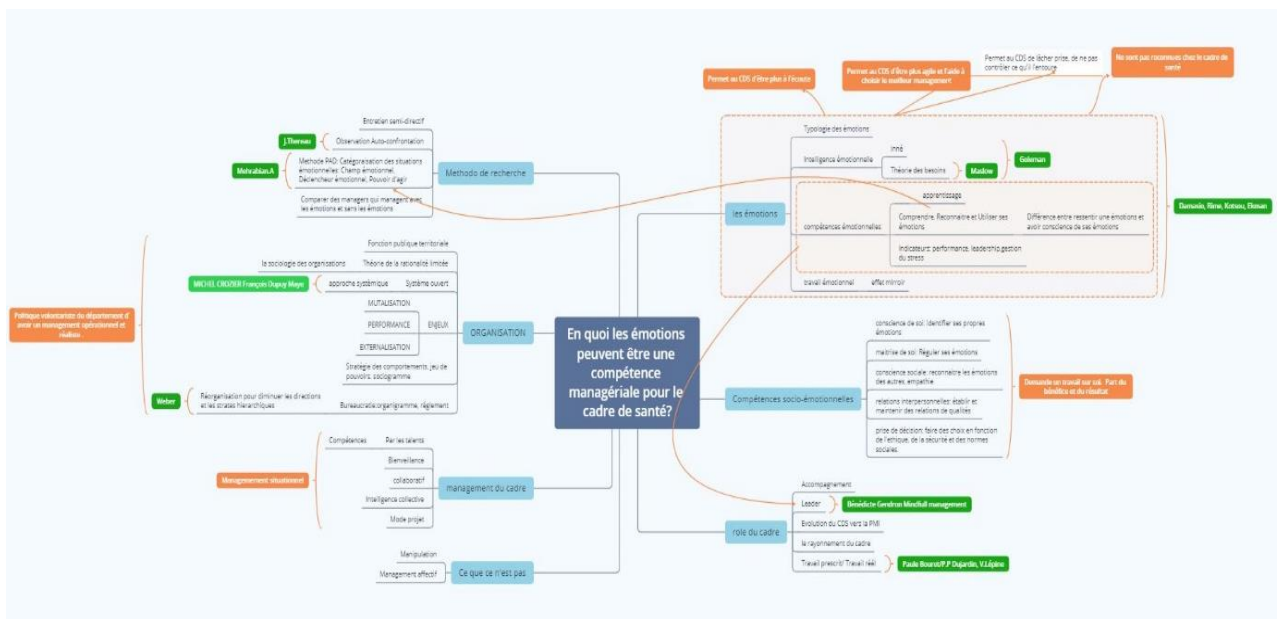 En quoi les émotions
peuvent être une
compétence
managériale pour le
cadre de santé?
Methodo de recherche
Entretien semi-directif
J.Thereau
Observation Auto-confrontation
Mehrabian.A
Methode PAD: Catégoraisation des situations
émotionnelles: Champ émotionnel,
Déclencheur émotionnel, Pouvoir d'agir
Comparer des managers qui managent avec
les émotions et sans les émotions
ORGANISATION
Fonction publique territoriale
la sociologie des organisations
Théorie de la rationalité limitée
MICHEL CROZIER François Dupuy Mayo
approche systémique
Système ouvert
MUTALISATION
PERFORMANCE
EXTERNALISATION
ENJEUX
Stratégie des comportements, jeu de
pouvoirs, sociogramme
Weber
Réorganisation pour diminuer les directions
et les strates hierarchiques
Bureaucratie:organigramme, réglement
Politique volontariste du département d'
avoir un management opérationnel et
management du cadre
Managemement situationnel
Compétences
Par les talents
Bienveillance
collaboratif
Intelligence collective
Mode projet
Ce que ce n'est pas
Manipulation
Management affectif
Permet au CDS d'être plus à l'écoute
Permet au CDS d'Être plus agile et l'aide à
choisir le meilleur management
Permet au CDS de lâcher prise, de ne pas
contrôler ce qu'il l'entoure
No sont pas reconnues chez le cadre de
santé
les émotions
Typologie des émotions
Intelligence émotionnelle
Inné
Théorie des besoins
Maslow
Goleman
compétences émotionnelles
apprentissage
Comprendre, Reconnaitre et Utiliser ses
émotions
Différence entre ressentir une émotions et
avoir conscience de ses émotions
Indicateurs: performance, leadership,gestion
du stress
travail émotionnel
effet mirroir
Damasio, Rime, Kotsou, Ekman
Compétences socio-émotionnelles
conscience de soi: identifier ses propres
émotions
maitrise de soi: Réguler ses émotions
conscience sociale: reconnaitre les émotions
des autres, empathie
relations interpersonnelles: établir et
maintenir des relations de qualités
prise de décision: faire des choix en fonction
de l'ethique, de la sécurité et des normes
sociales.
Demande un travail sur soi. Part du
bénéfice et du résultat
role du cadre
Accompagnement
Leader
Bénédicte Gendron Mindfull management
Evolution du CDS vers la PMI
le rayonnement du cadre
Travail prescrit/ Travail réèl
Paule Bourret/P.P Dujardin, V.Lépine